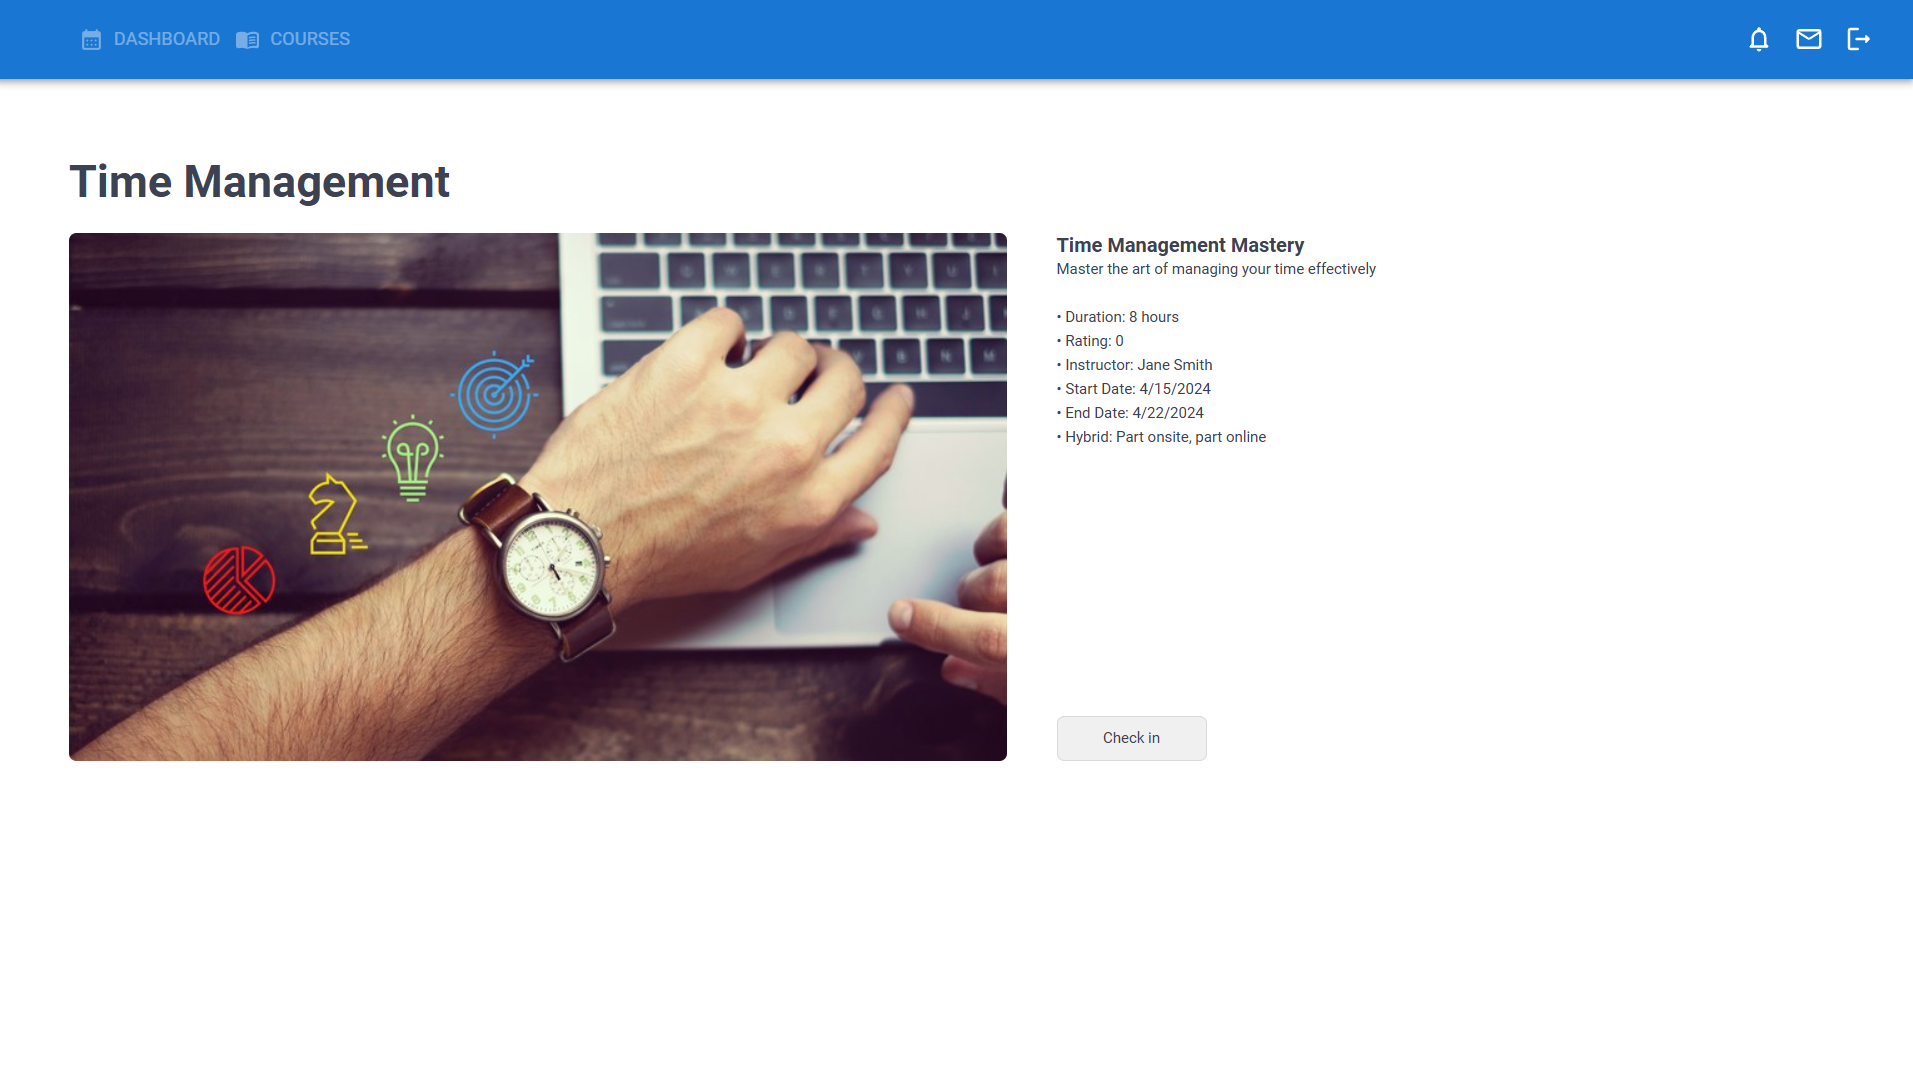 DASHBOARD COURSES
Time Management
Time Management Mastery
Master the art of managing your time effectively
• Duration: 8 hours
• Rating: 0
• Instructor: Jane Smith
• Start Date: 4/15/2024
• End Date: 4/22/2024
• Hybrid: Part onsite, part online
Check in